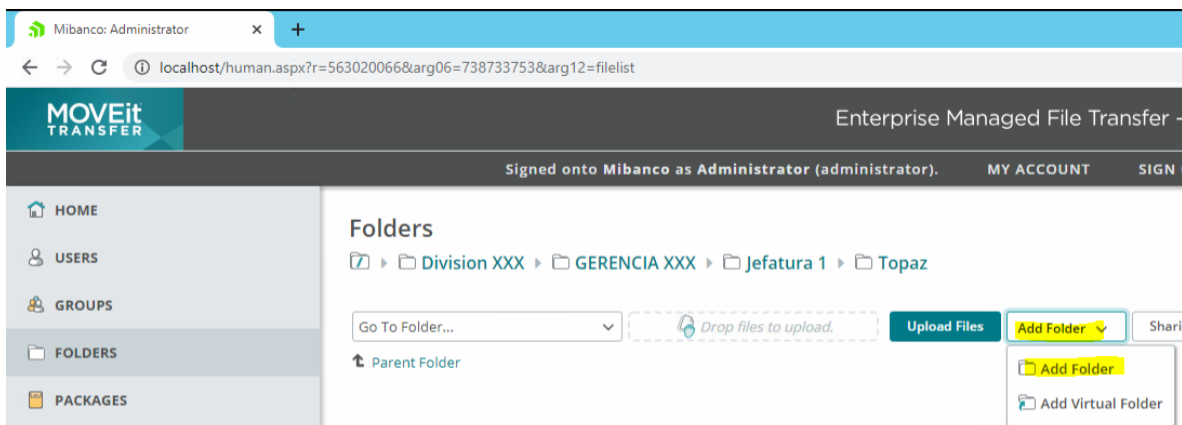 Mibanco: Administrator
localhost/human.aspx?r=563020066&arg06=738733753&arg12=filelist
MOVEit
TRANSFER
Enterprise Managed File Transfer -
Signed onto Mibanco as Administrator (administrator). MY ACCOUNT SIGN
HOME
USERS
GROUPS
FOLDERS
PACKAGES
Folders
Division XXX GERENCIA XXX Jefatura 1 Topaz
Go To Folder... Drop files to upload. Upload Files Add Folder Shari
Parent Folder
Add Folder
Add Virtual Folder